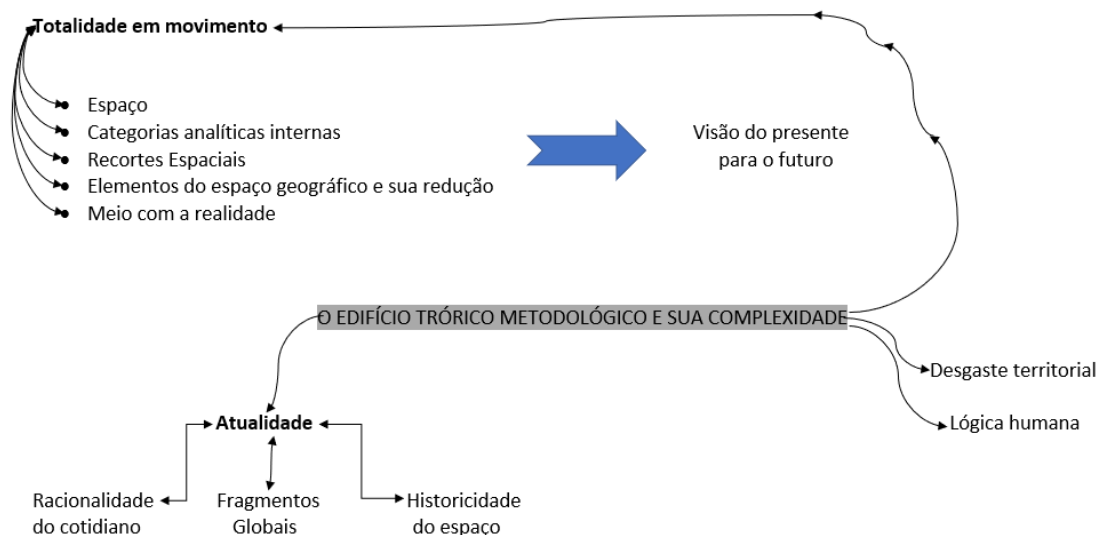 Totalidade em movimento
Espaço
Categorias analíticas internas
Recortes Espaciais
Elementos do espaço geográfico e sua redução
Meio com a realidade
Visão do presente
para o futuro
O EDIFÍCIO TRÓRICO METODOLÓGICO E SUA COMPLEXIDADE
Desgaste territorial
Lógica humana
Atualidade
Racionalidade
do cotidiano
Fragmentos
Globais
Historicidade
do espaço